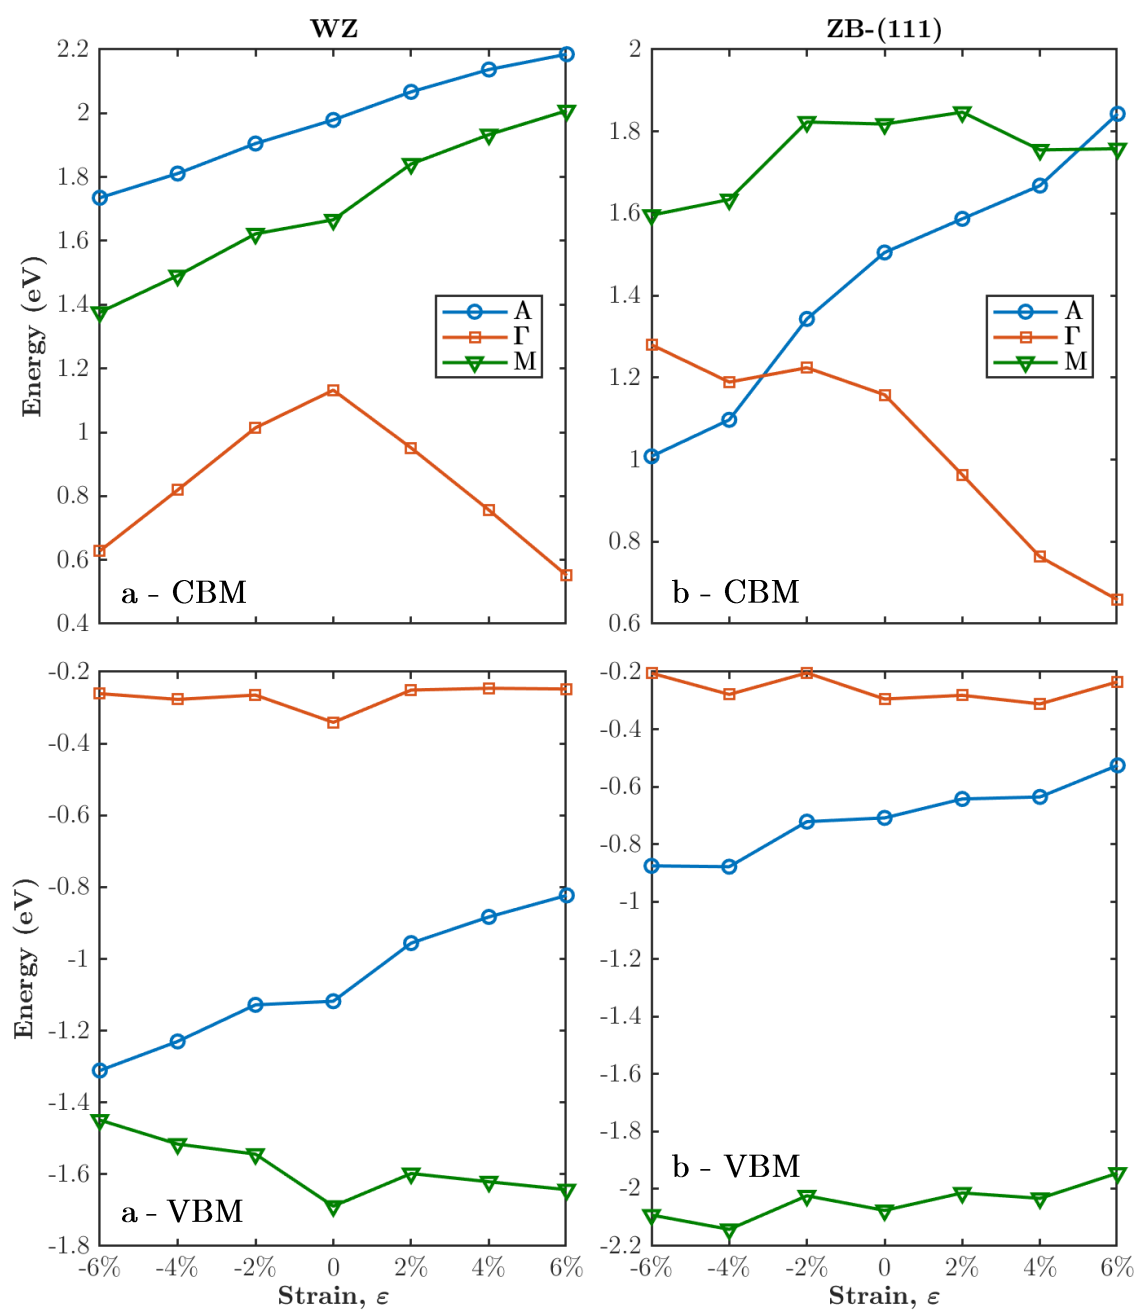 WZ
ZB-(111)
2.2
2
1.8
1.6
1.4
1.2
1
0.8
0.6
0.4
Energy (eV)
A
Γ
M
a - CBM
2
1.8
1.6
1.4
1.2
1
0.8
0.6
A
Γ
M
b - CBM
-0.2
-0.4
-0.6
-0.8
-1
-1.2
-1.4
-1.6
-1.8
Energy (eV)
a - VBM
-6% -4% -2% 0 2% 4% 6%
Strain, ε
-0.2
-0.4
-0.6
-0.8
-1
-1.2
-1.4
-1.6
-1.8
-2
-2.2
b - VBM
-6% -4% -2% 0 2% 4% 6%
Strain, ε